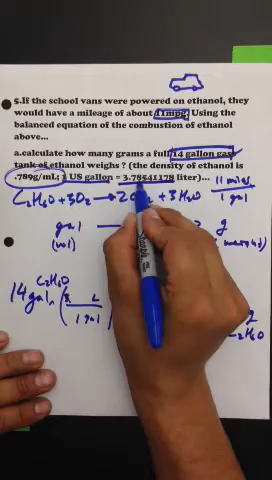 5.If the school vans were powered on ethanol, they
would have a mileage of about 11mpg. Using the
balanced equation of the combustion of ethanol
above...
a.calculate how many grams a full 14 gallon gas
tank of ethanol weighs? (the density of ethanol is
.789g/mL; 1 US gallon = 3.78541178 liter)...
C₂H₆O + 3O₂ → 2CO₂ + 3H₂O 11 miles
1 gal
gal → g
(vol)
C₂H₆O
14 gal L
1 gal
g